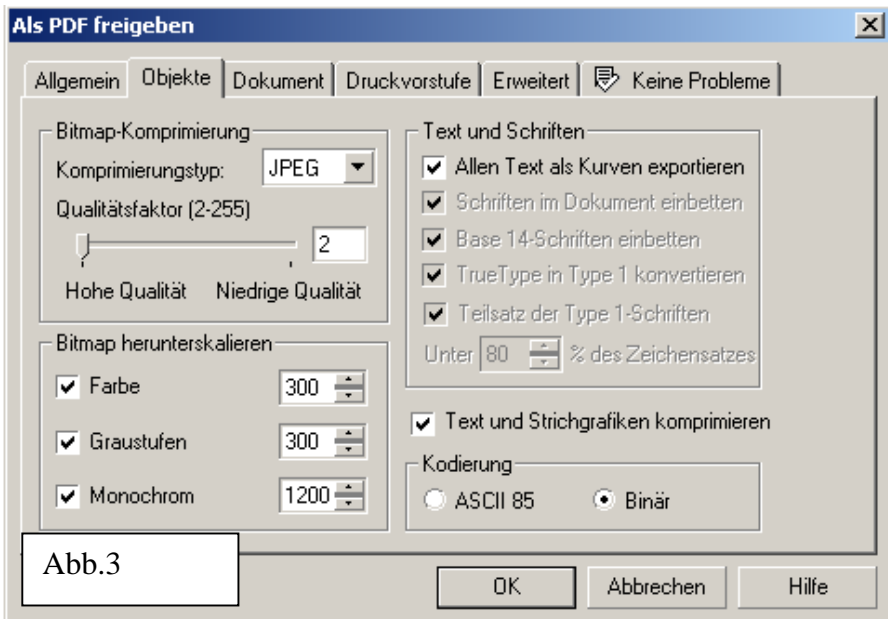 Als PDF freigeben
Allgemein Objekte Dokument Druckvorstufe Erweitert Keine Probleme
Bitmap-Komprimierung
Komprimierungstyp: JPEG
Qualitätsfaktor (2-255)
2
Hohe Qualität Niedrige Qualität
Bitmap herunterskalieren
Farbe 300
Graustufen 300
Monochrom 1200
Text und Schriften
Allen Text als Kurven exportieren
Schriften im Dokument einbetten
Base 14-Schriften einbetten
TrueType in Type 1 konvertieren
Teilsatz der Type 1-Schriften
Unter 80 % des Zeichensatzes
Text und Strichgrafiken komprimieren
Kodierung
ASCII 85 Binär
Abb.3
OK Abbrechen Hilfe